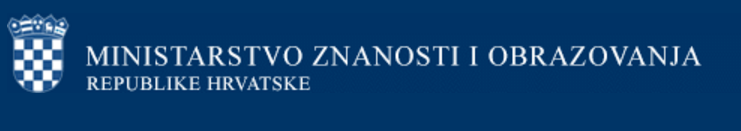 MINISTARSTVO ZNANOSTI I OBRAZOVANJA
REPUBLIKE HRVATSKE